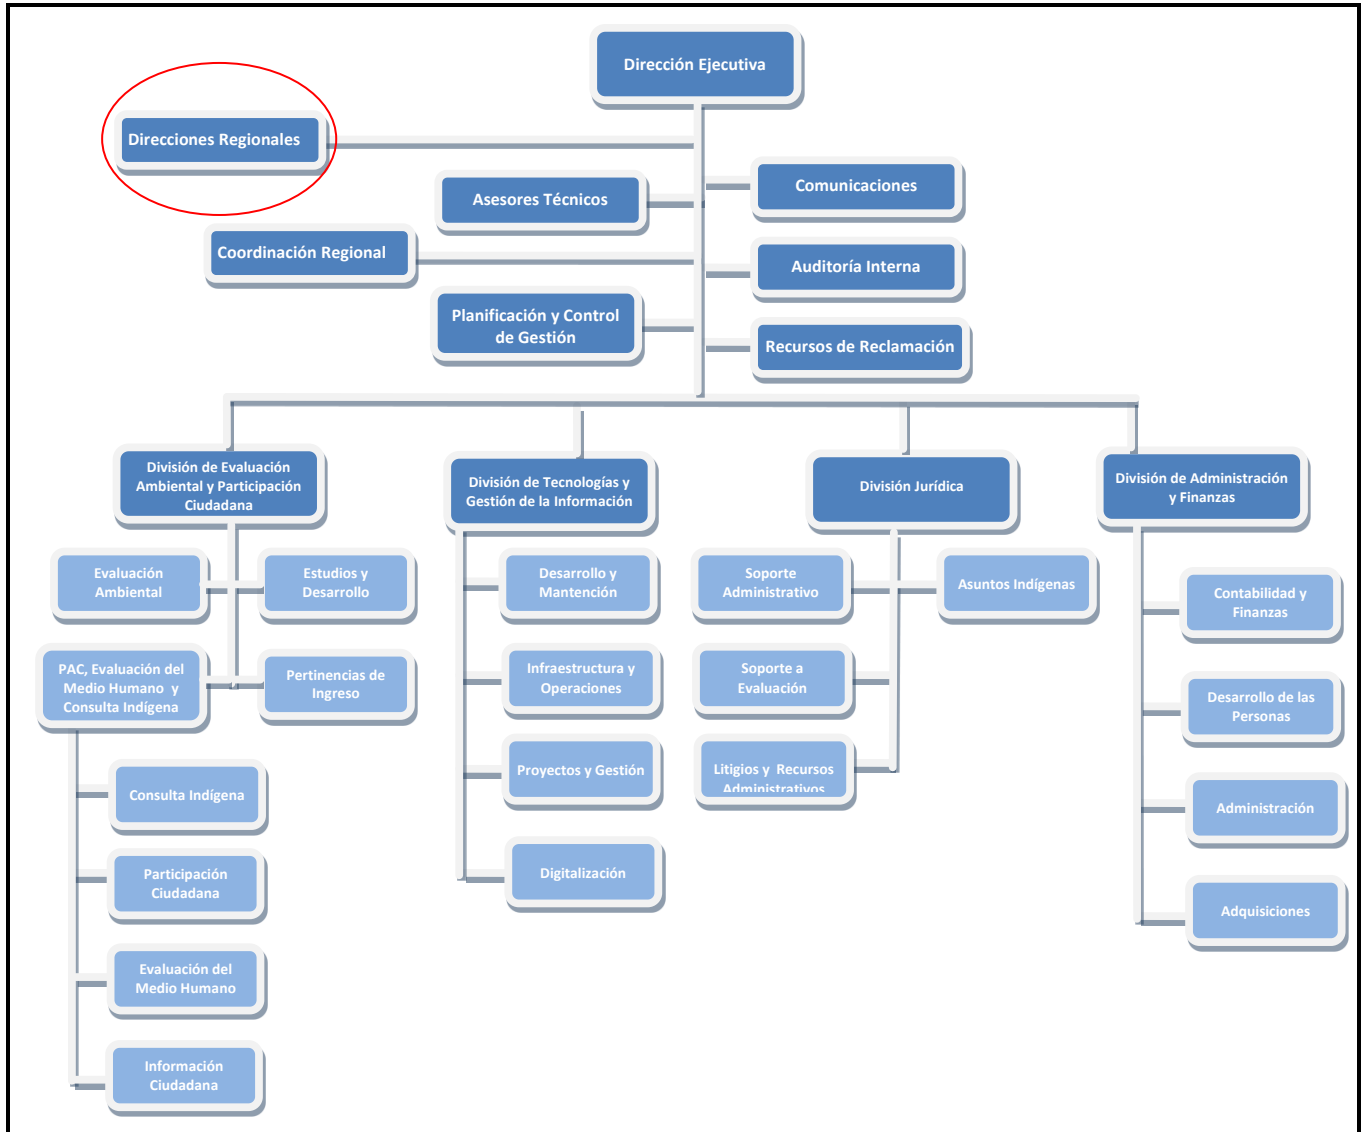 Dirección Ejecutiva
Direcciones Regionales
Comunicaciones
Asesores Técnicos
Coordinación Regional
Auditoría Interna
Planificación y Control
de Gestión
Recursos de Reclamación
División de Evaluación
Ambiental y Participación
Ciudadana
División de Tecnologías y
Gestión de la Información
División Jurídica
División de Administración
y Finanzas
Evaluación
Ambiental
Estudios y
Desarrollo
PAC, Evaluación del
Medio Humano y
Consulta Indígena
Pertinencias de
Ingreso
Consulta Indígena
Participación
Ciudadana
Evaluación del
Medio Humano
Información
Ciudadana
Desarrollo y
Mantención
Infraestructura y
Operaciones
Proyectos y Gestión
Digitalización
Soporte
Administrativo
Asuntos Indígenas
Soporte a
Evaluación
Litigios y Recursos
Administrativos
Contabilidad y
Finanzas
Desarrollo de las
Personas
Administración
Adquisiciones